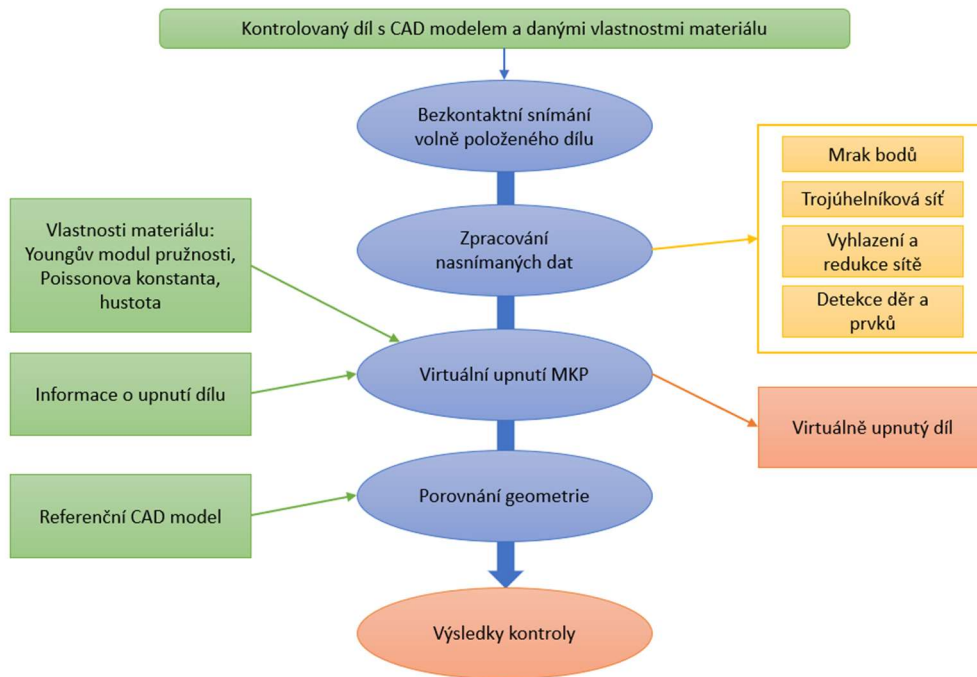 Kontrolovaný díl s CAD modelem a danými vlastnostmi materiálu
Bezkontaktní snímání
volně položeného dílu
Mrak bodů
Trojúhelníková síť
Vyhlazení a
redukce sítě
Detekce děr a
prvků
Zpracování
nasnímaných dat
Vlastnosti materiálu:
Youngův modul pružnosti,
Poissonova konstanta,
hustota
Informace o upnutí dílu
Virtuální upnutí MKP
Virtuálně upnutý díl
Referenční CAD model
Porovnání geometrie
Výsledky kontroly